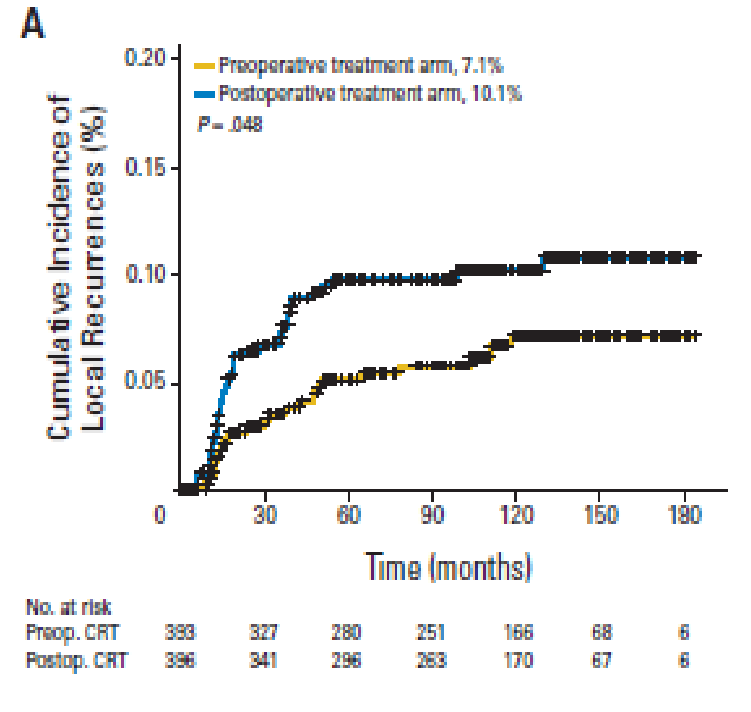 A
Preoperative treatment arm, 7.1%
Postoperative treatment arm, 10.1%
P = .048
Cumulative Incidence of
Local Recurrences (%)
0.20
0.15
0.10
0.05
0 30 60 90 120 150 180
Time (months)
No. at risk
Preop. CRT 393 327 280 251 166 68 6
Postop. CRT 396 341 296 263 170 67 6